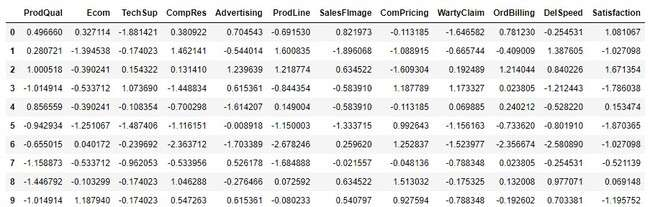 ProdQual Ecom TechSup CompRes Advertising ProdLine SalesFImage ComPricing WartyClaim OrdBilling DelSpeed Satisfaction
0 0.496660 0.327114 -1.881421 0.380922 0.704543 -0.691530 0.821973 -0.113185 -1.646582 0.781230 -0.254531 1.081067
1 0.280721 -1.394538 -0.174023 1.462141 -0.544014 1.600835 -1.896068 -1.088915 -0.665744 -0.409009 1.387605 -1.027098
2 1.000518 -0.390241 0.154322 0.131410 1.239639 1.218774 0.634522 -1.609304 0.192489 1.214044 0.840226 1.671354
3 -1.014914 -0.533712 1.073690 -1.448834 0.615361 -0.844354 -0.583910 1.187789 1.173327 0.023805 -1.212443 -1.786038
4 0.856559 -0.390241 -0.108354 -0.700298 -1.614207 0.149004 -0.583910 -0.113185 0.069885 0.240212 -0.528220 0.153474
5 -0.942934 -1.251067 -1.487406 -1.116151 -0.008918 -1.150003 -1.333715 0.992643 -1.156163 -0.733620 -0.801910 -1.870365
6 -0.655015 0.040172 -0.239692 -2.363712 -1.703389 -2.678246 0.259620 1.252837 -1.523977 -2.356674 -2.580890 -1.027098
7 -1.158873 -0.533712 -0.962053 -0.533956 0.526178 -1.684888 -0.021557 -0.048136 -0.788348 0.023805 -0.254531 -0.521139
8 -1.446792 -0.103299 -0.174023 1.046288 -0.276466 0.072592 0.634522 1.513032 -0.175325 0.132008 0.977071 0.069148
9 -1.014914 1.187940 -0.174023 0.547263 0.615361 -0.080233 0.540797 0.927594 -0.788348 -0.192602 0.703381 -1.195752